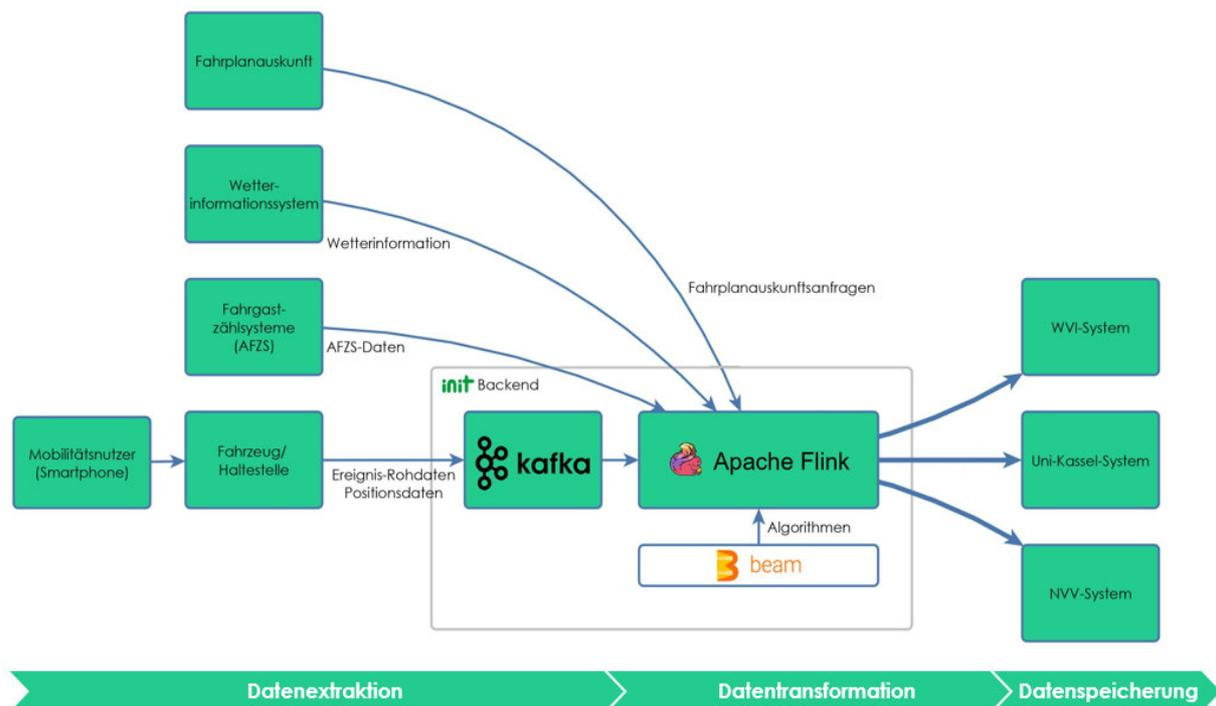 Fahrplanauskunft
Wetter-
informationssystem
Wetterinformation
Fahrplanauskunftsanfragen
Fahrgast-
zählsysteme
(AFZS)
AFZS-Daten
WVI-System
init Backend
Mobilitätsnutzer
(Smartphone)
Fahrzeug/
Haltestelle
Ereignis-Rohdaten
Positionsdaten
kafka
Apache Flink
Uni-Kassel-System
Algorithmen
beam
NVV-System
Datenextraktion
Datentransformation
Datenspeicherung